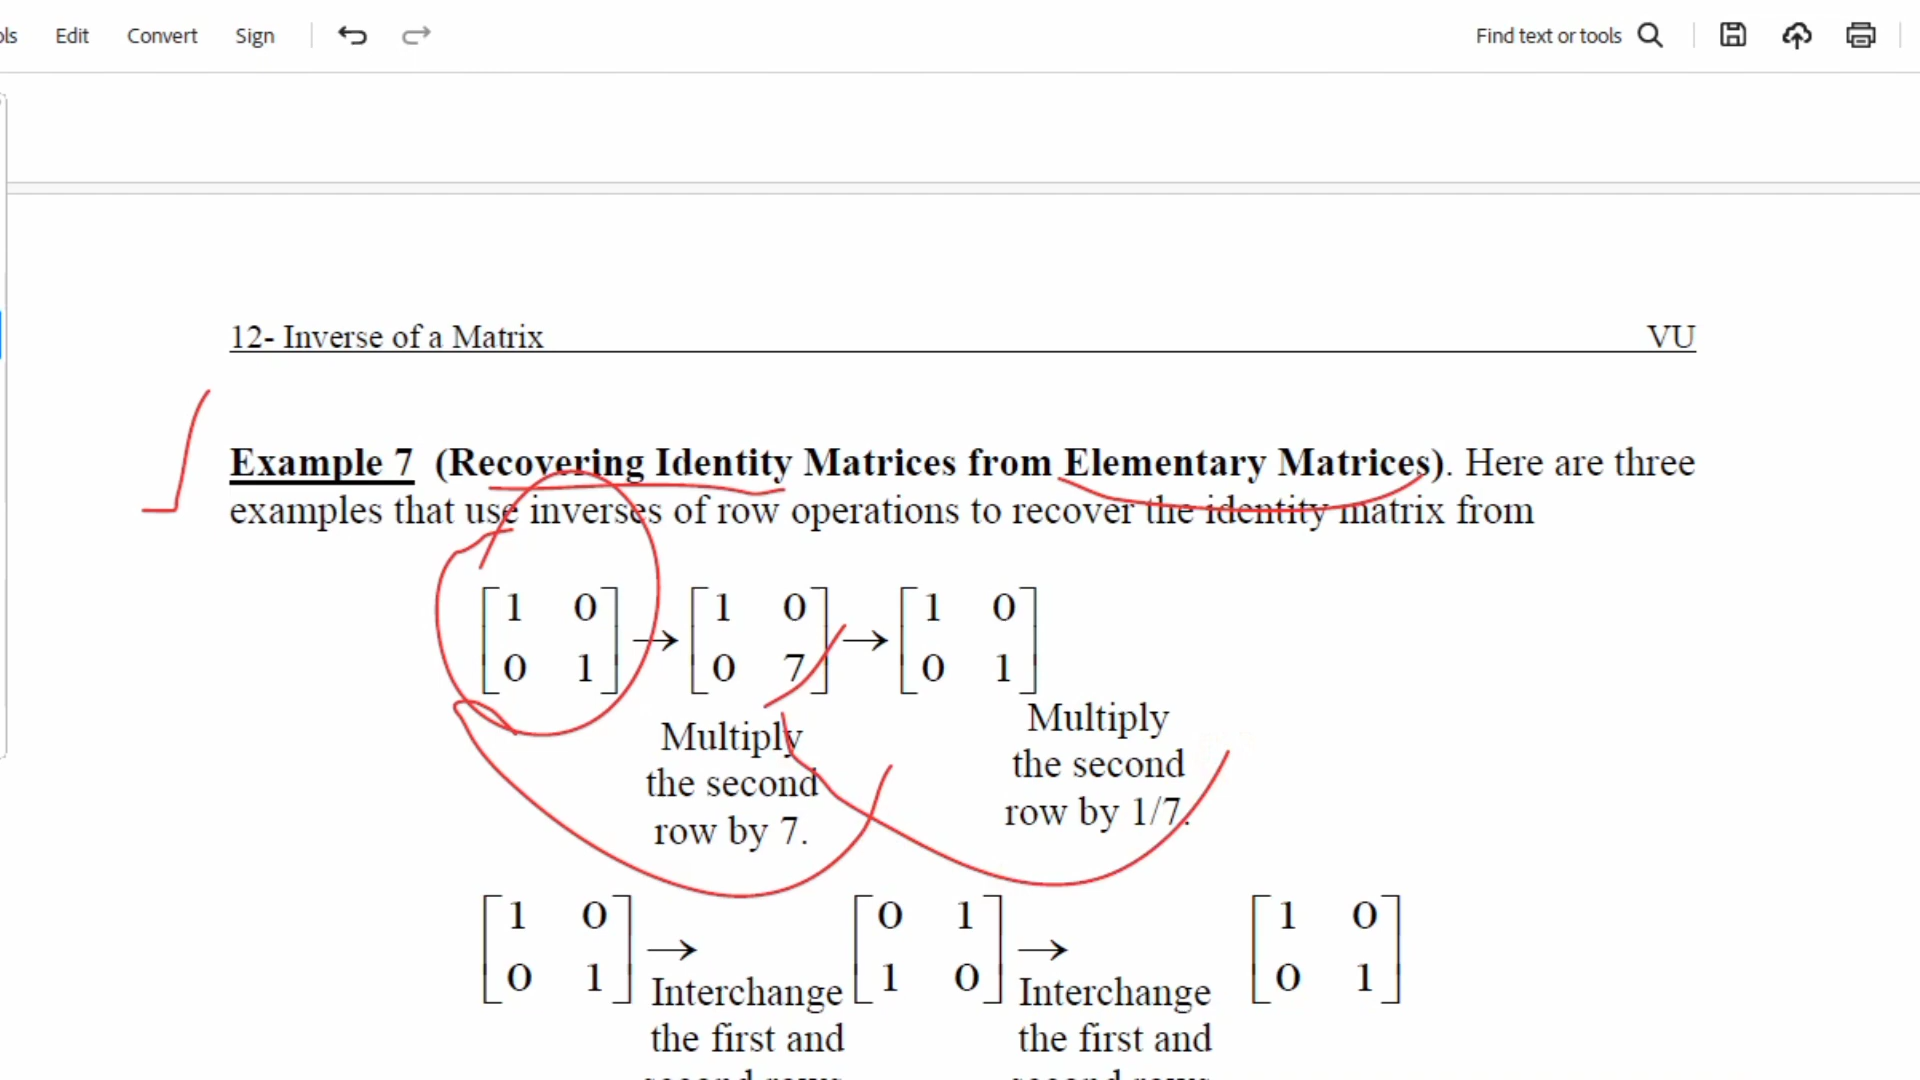 Edit Convert Sign Find text or tools
12- Inverse of a Matrix VU
Example 7 (Recovering Identity Matrices from Elementary Matrices). Here are three
examples that use inverses of row operations to recover the identity matrix from
[1 0] [1 0] [1 0]
→ →
[0 1] [0 7] [0 1]
Multiply Multiply
the second the second
row by 7. row by 1/7.
[1 0] [0 1] [1 0]
→ →
[0 1] [1 0] [0 1]
Interchange Interchange
the first and the first and